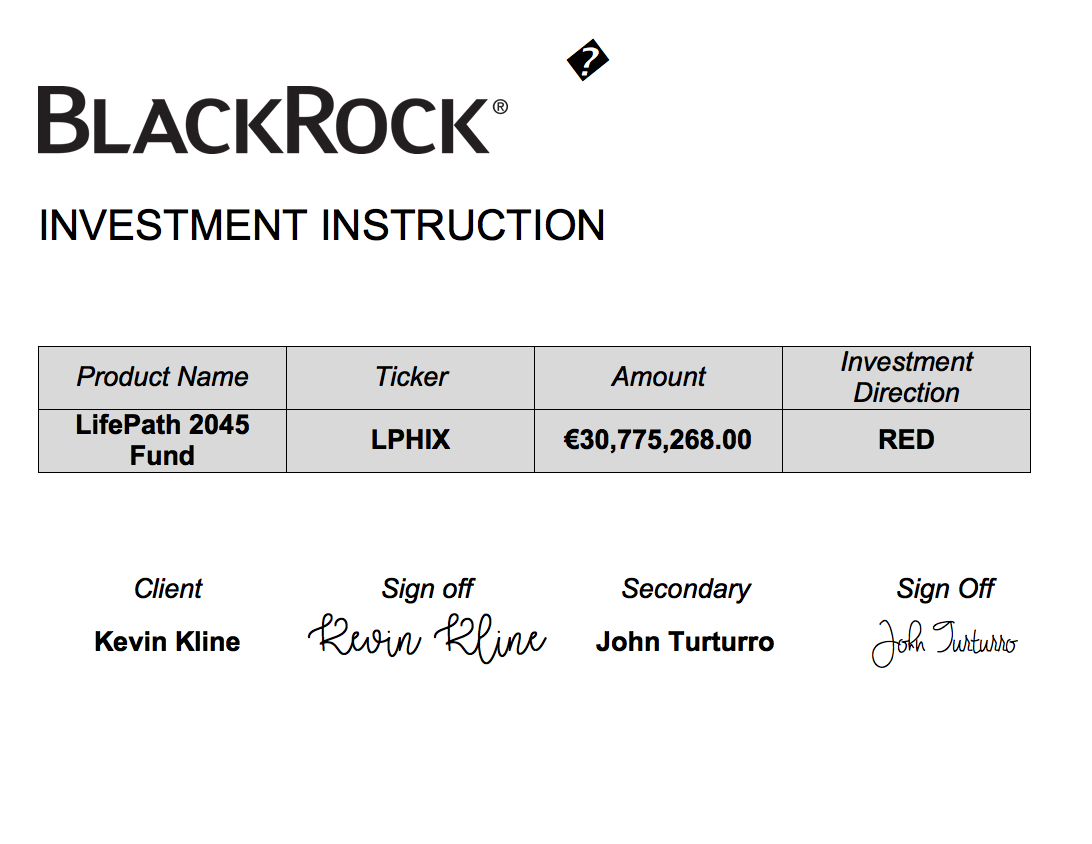 �
BLACKROCK®
INVESTMENT INSTRUCTION
Product Name Ticker Amount Investment Direction
LifePath 2045 Fund LPHIX €30,775,268.00 RED
Client Sign off Secondary Sign Off
Kevin Kline Kevin Kline John Turturro John Turturro